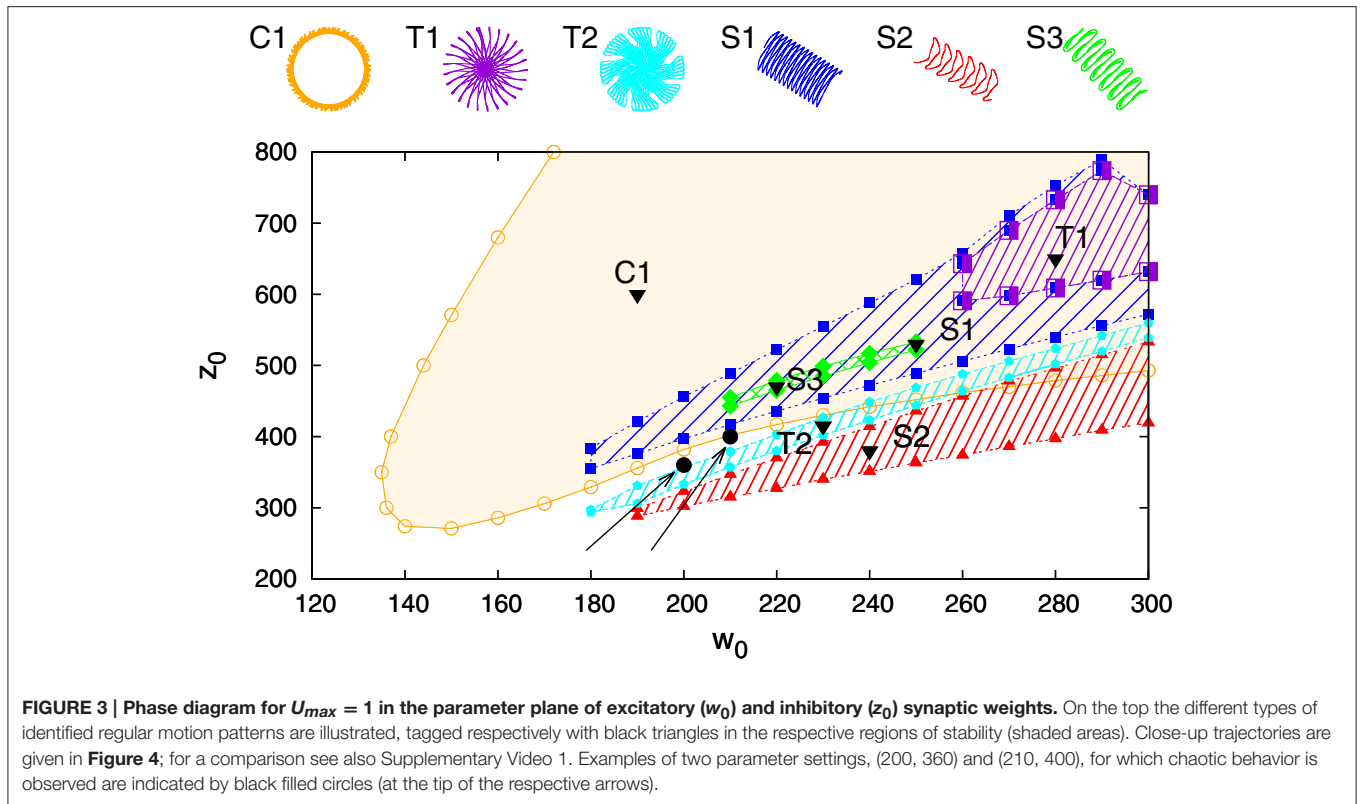 C1 T1 T2 S1 S2 S3
800
700
600
500
400
300
200
z0
C1
T1
S1
S3
T2
S2
120 140 160 180 200 220 240 260 280 300
w0
FIGURE 3 | Phase diagram for Umax = 1 in the parameter plane of excitatory (w0) and inhibitory (z0) synaptic weights. On the top the different types of
identified regular motion patterns are illustrated, tagged respectively with black triangles in the respective regions of stability (shaded areas). Close-up trajectories are
given in Figure 4; for a comparison see also Supplementary Video 1. Examples of two parameter settings, (200, 360) and (210, 400), for which chaotic behavior is
observed are indicated by black filled circles (at the tip of the respective arrows).